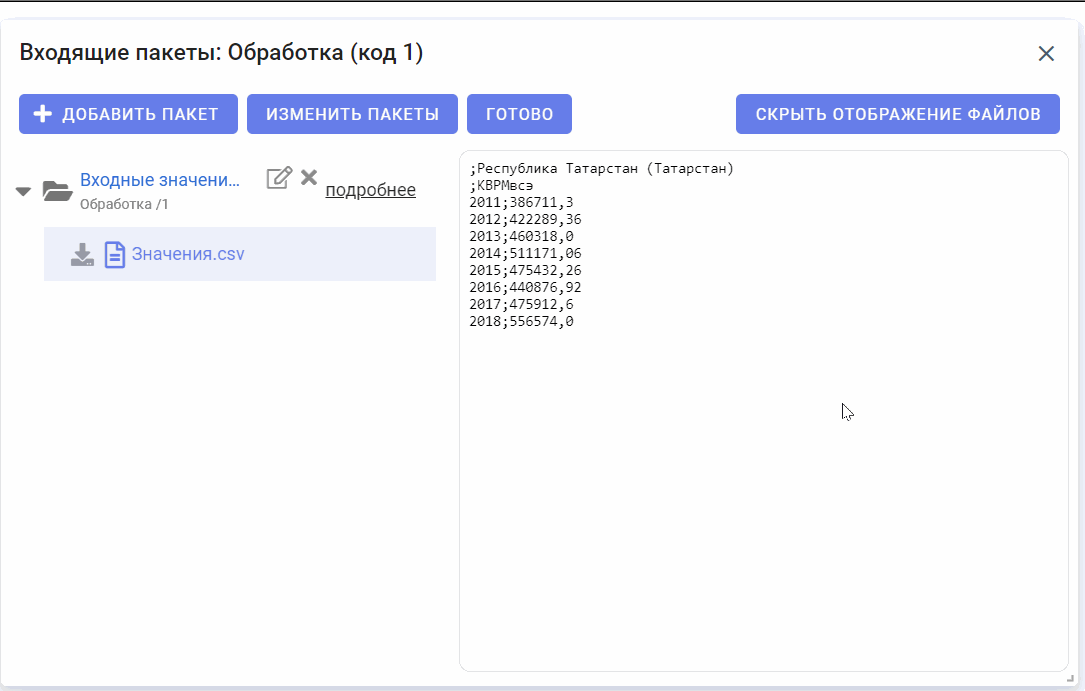 Входящие пакеты: Обработка (код 1)
ДОБАВИТЬ ПАКЕТ
ИЗМЕНИТЬ ПАКЕТЫ
ГОТОВО
СКРЫТЬ ОТОБРАЖЕНИЕ ФАЙЛОВ
Входные значени...
подробнее
Обработка /1
Значения.csv
;Республика Татарстан (Татарстан)
;КВРМвсэ
2011;386711,3
2012;422289,36
2013;460318,0
2014;511171,06
2015;475432,26
2016;440876,92
2017;475912,6
2018;556574,0